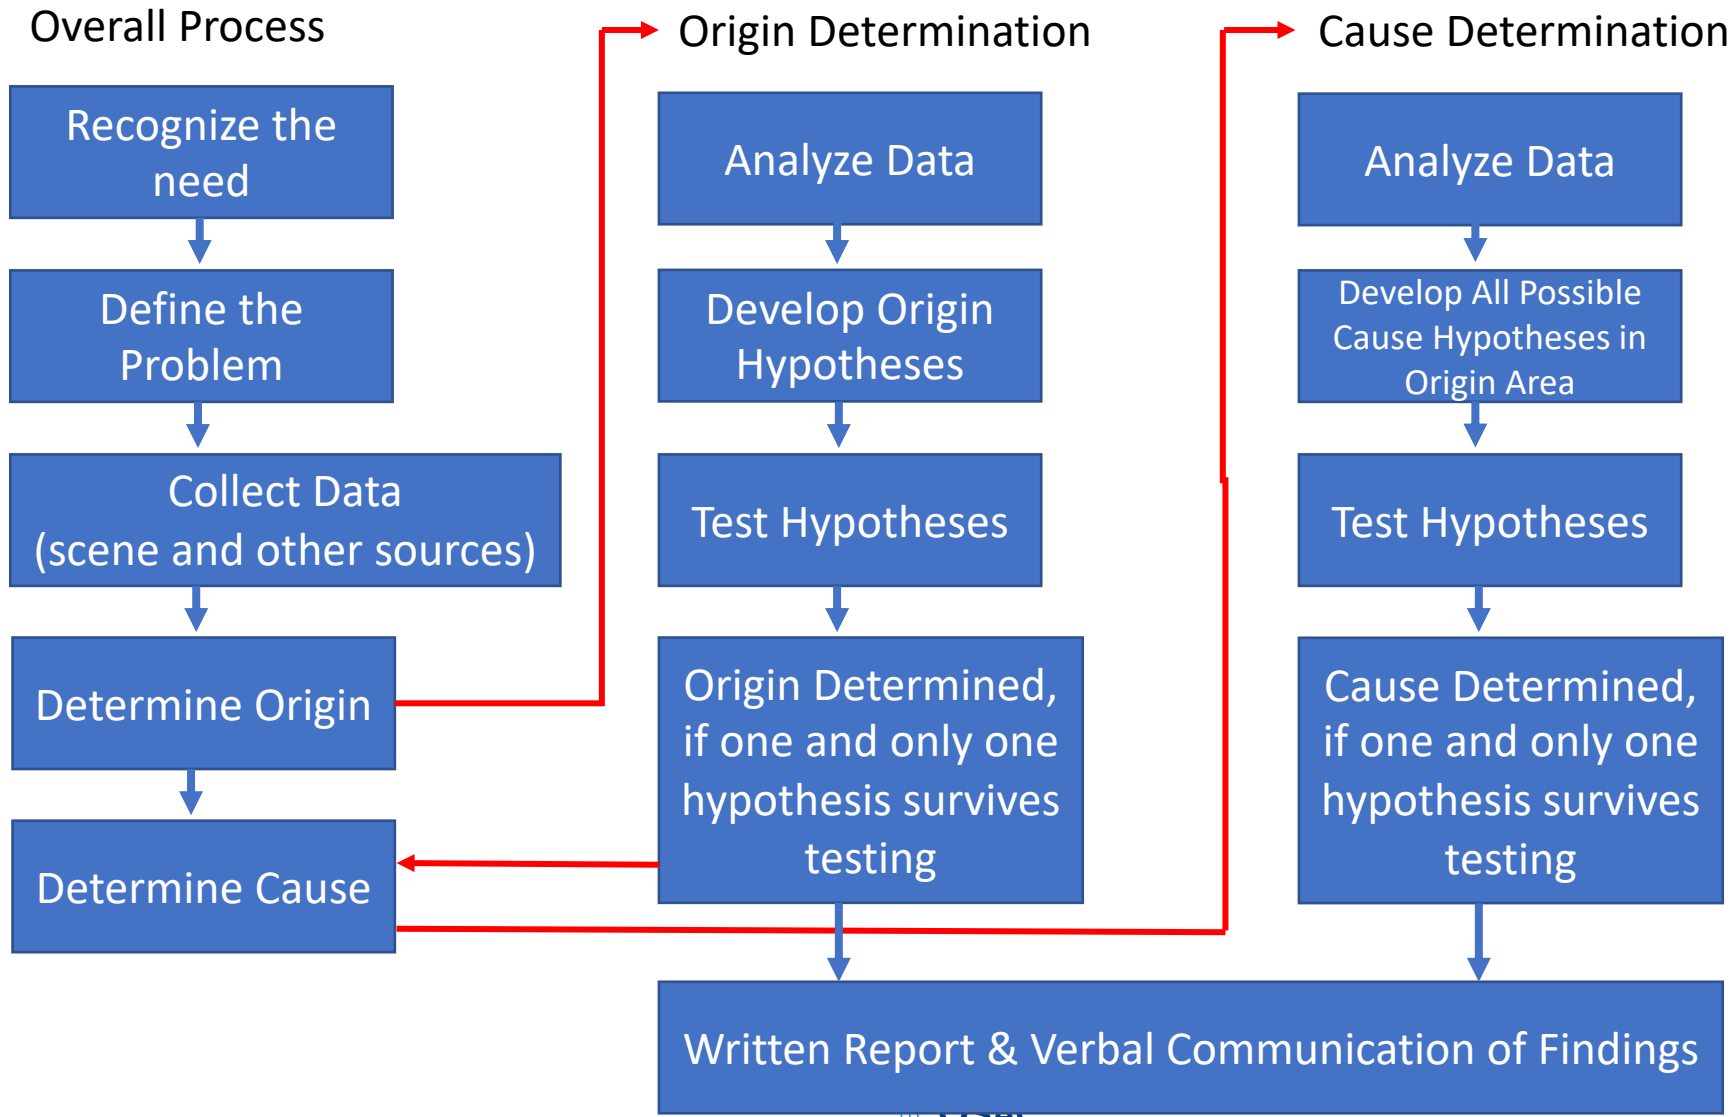 Overall Process
Recognize the
need
Define the
Problem
Collect Data
(scene and other sources)
Determine Origin
Determine Cause
Origin Determination
Analyze Data
Develop Origin
Hypotheses
Test Hypotheses
Origin Determined,
if one and only one
hypothesis survives
testing
Cause Determination
Analyze Data
Develop All Possible
Cause Hypotheses in
Origin Area
Test Hypotheses
Cause Determined,
if one and only one
hypothesis survives
testing
Written Report & Verbal Communication of Findings